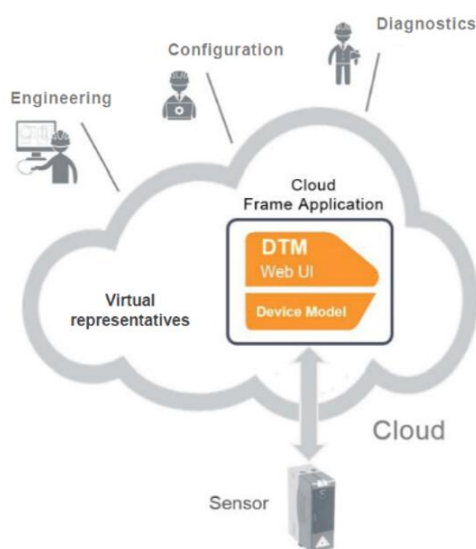 Diagnostics
Configuration
Engineering
Cloud
Frame Application
DTM
Web UI
Device Model
Virtual
representatives
Cloud
Sensor